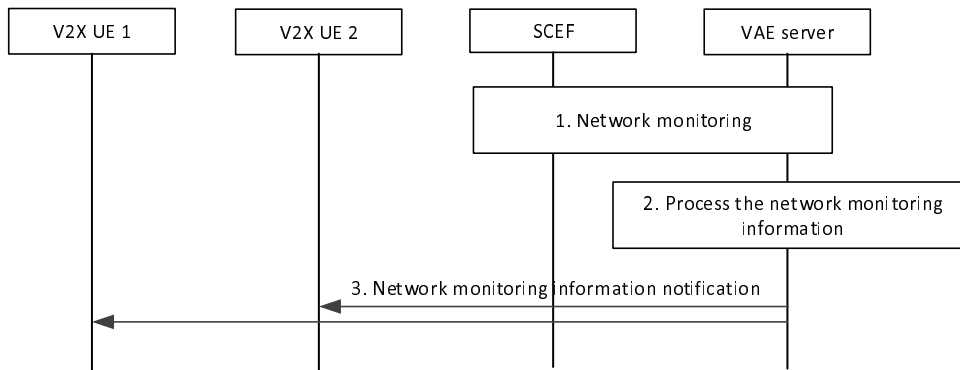 V2X UE 1
V2X UE 2
SCEF
VAE server
1. Network monitoring
2. Process the network monitoring
information
3. Network monitoring information notification